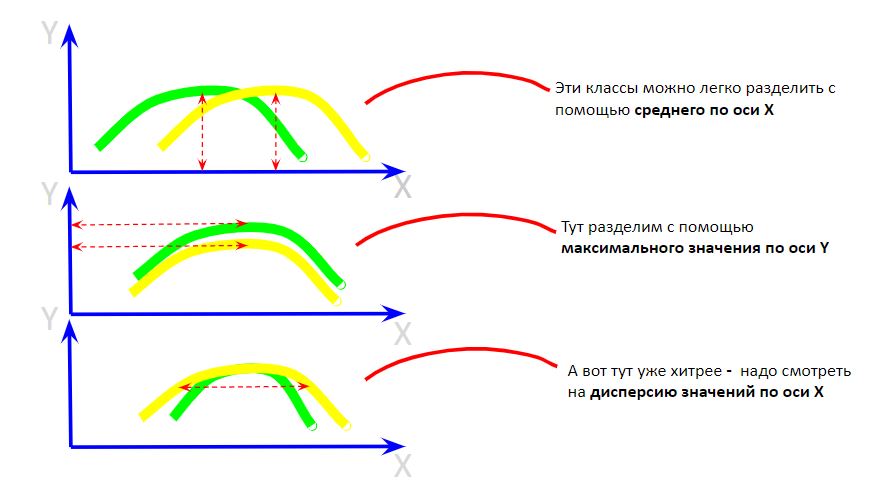 Y
Эти классы можно легко разделить с
помощью среднего по оси X
X
Y
Тут разделим с помощью
максимального значения по оси Y
X
Y
А вот тут уже хитрее - надо смотреть
на дисперсию значений по оси X
X